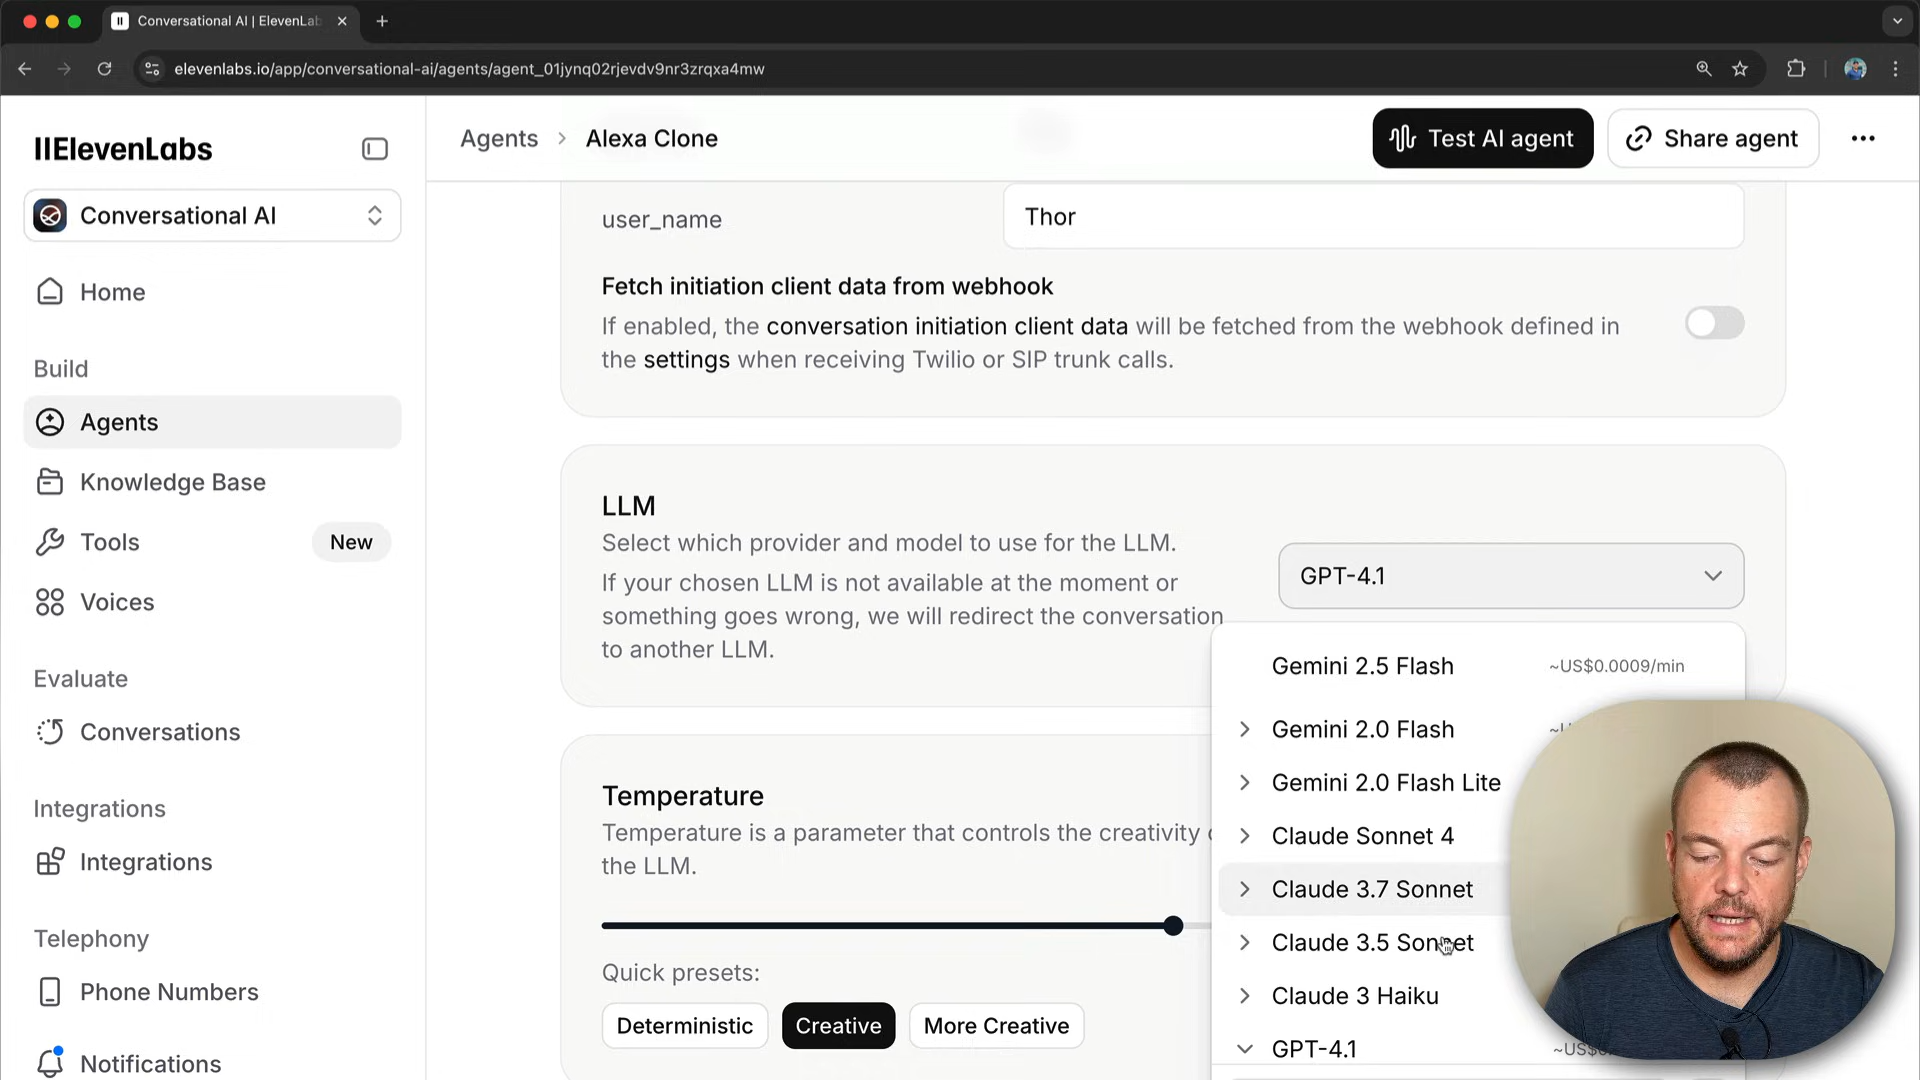 Conversational AI | ElevenLab
elevenlabs.io/app/conversational-ai/agents/agent_01jynq02rjevdv9nr3zrqxa4mw
IIElevenLabs
Conversational AI
Home
Build
Agents
Knowledge Base
Tools
New
Voices
Evaluate
Conversations
Integrations
Integrations
Telephony
Phone Numbers
Notifications
Agents
Alexa Clone
Test AI agent
Share agent
user_name
Thor
Fetch initiation client data from webhook
If enabled, the conversation initiation client data will be fetched from the webhook defined in
the settings when receiving Twilio or SIP trunk calls.
LLM
Select which provider and model to use for the LLM.
If your chosen LLM is not available at the moment or
something goes wrong, we will redirect the conversation
to another LLM.
GPT-4.1
Gemini 2.5 Flash
~US$0.0009/min
Gemini 2.0 Flash
Gemini 2.0 Flash Lite
Claude Sonnet 4
Claude 3.7 Sonnet
Claude 3.5 Sonnet
Claude 3 Haiku
GPT-4.1
Temperature
Temperature is a parameter that controls the creativity
the LLM.
Quick presets:
Deterministic
Creative
More Creative